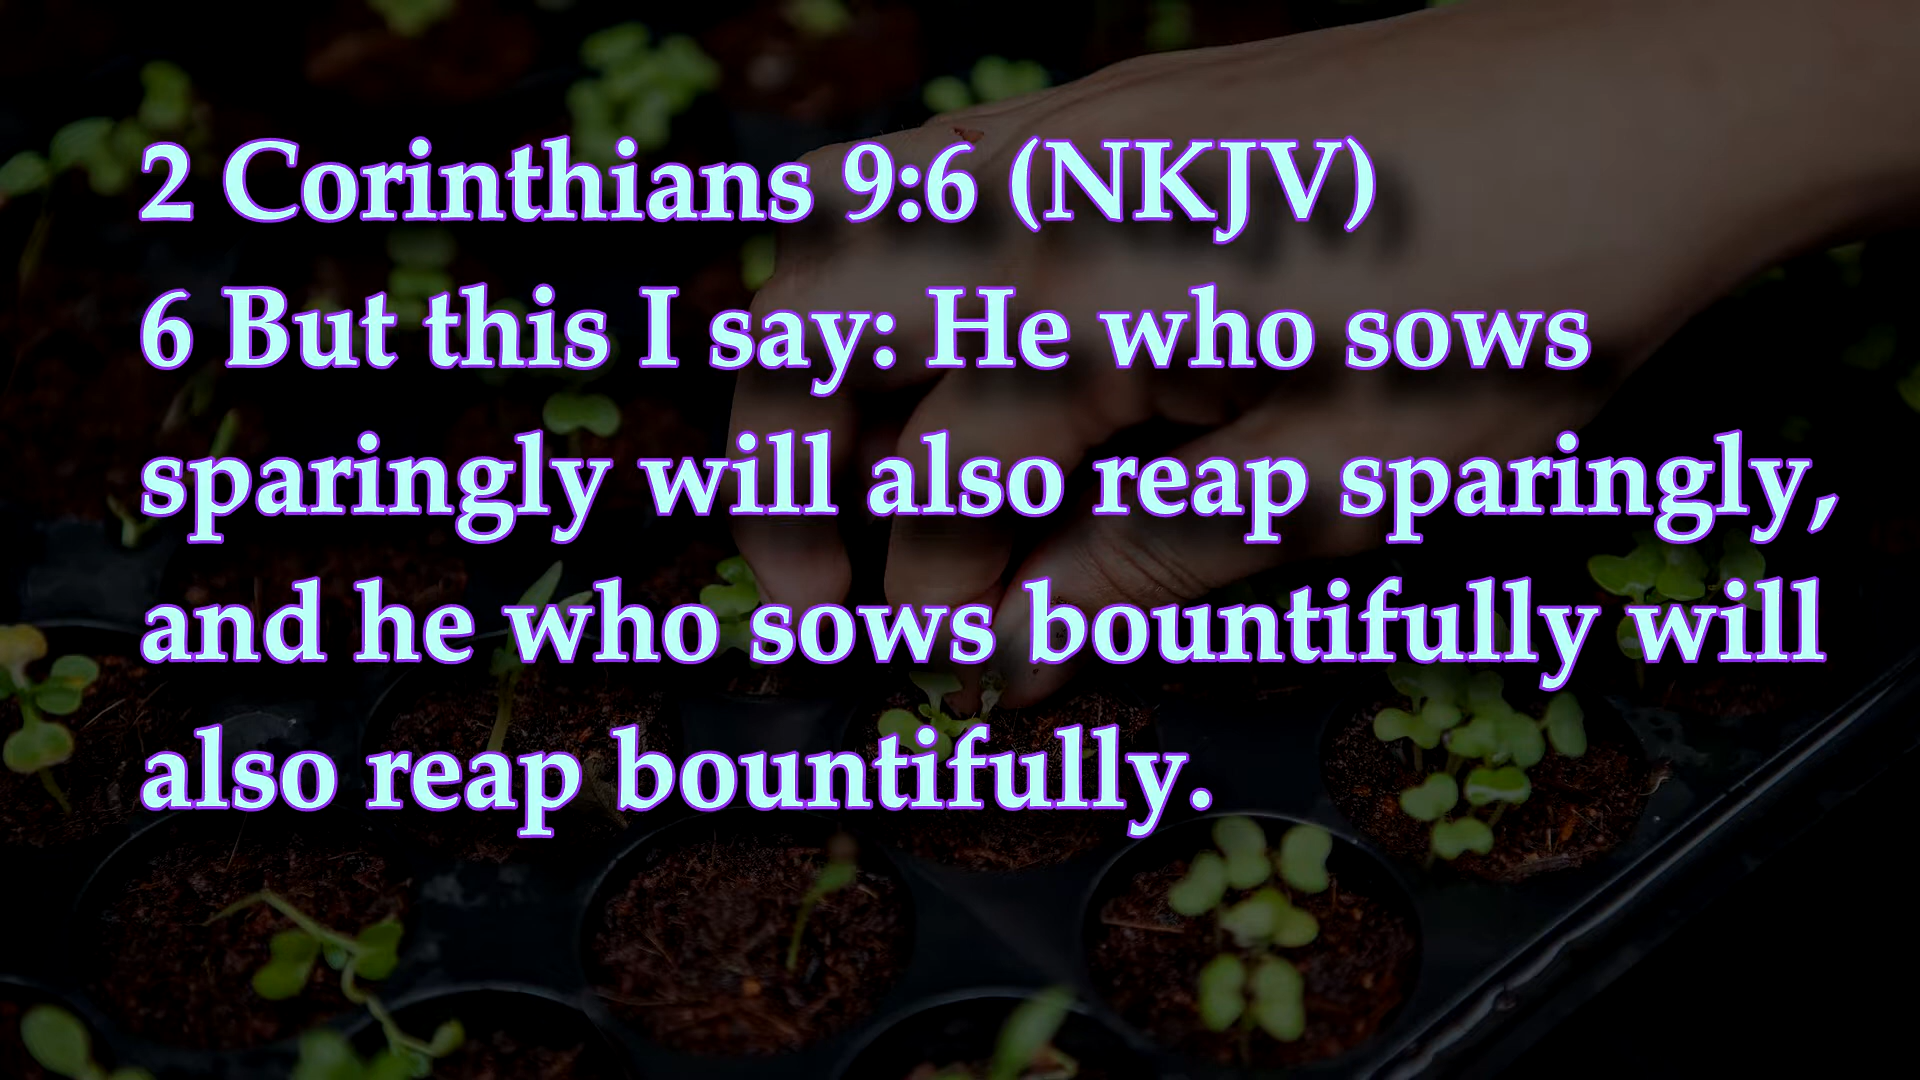 2 Corinthians 9:6 (NKJV)
6 But this I say: He who sows
sparingly will also reap sparingly,
and he who sows bountifully will
also reap bountifully.